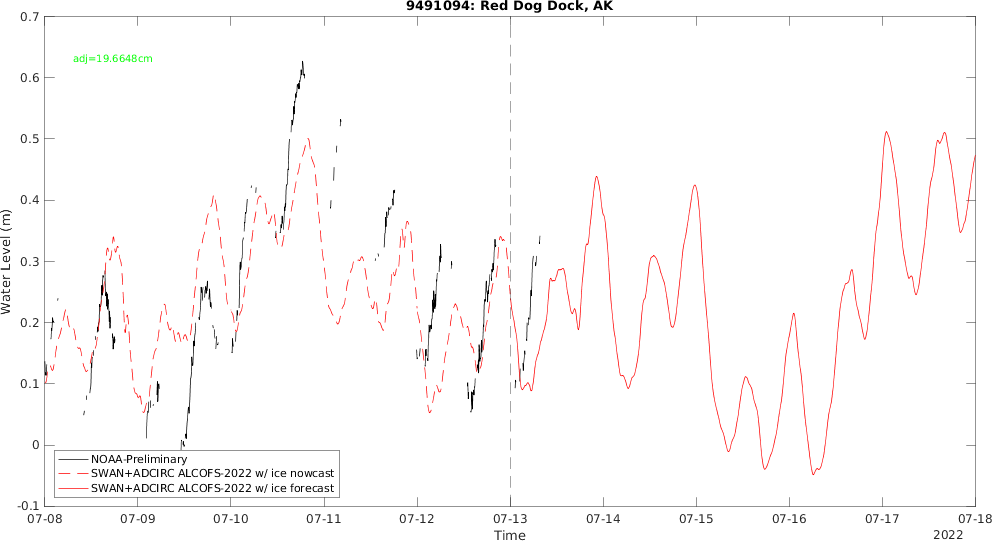 9491094: Red Dog Dock, AK
adj=19.6648cm
Water Level (m)
0.7
0.6
0.5
0.4
0.3
0.2
0.1
0
-0.1
NOAA-Preliminary
SWAN+ADCIRC ALCOFS-2022 w/ ice nowcast
SWAN+ADCIRC ALCOFS-2022 w/ ice forecast
07-08 07-09 07-10 07-11 07-12 07-13 07-14 07-15 07-16 07-17 07-18
Time
2022